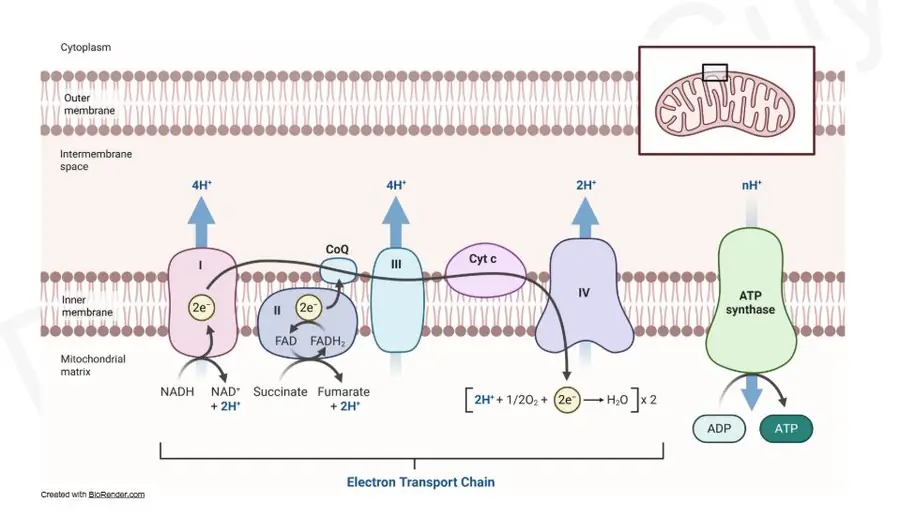 Cytoplasm
Outer
membrane
Intermembrane
space
4H⁺
4H⁺
2H⁺
nH⁺
I
CoQ
III
Cyt c
IV
ATP
synthase
Inner
membrane
2e⁻
II
2e⁻
FAD
FADH₂
Mitochondrial
matrix
NADH
NAD⁺
+ 2H⁺
Succinate
Fumarate
+ 2H⁺
[ 2H⁺ + 1/2O₂ + 2e⁻ → H₂O ] x 2
ADP
ATP
Electron Transport Chain
Created with BioRender.com